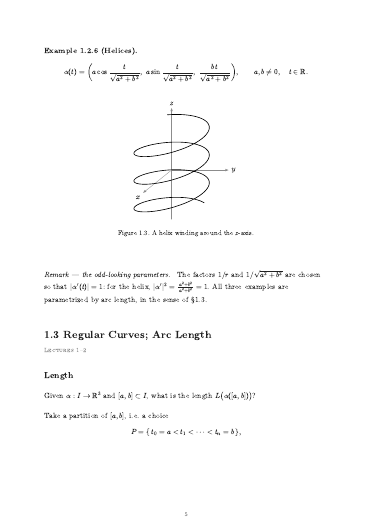 Example 1.2.6 (Helices).
α(t) = ( a cos t/√(a² + b²), a sin t/√(a² + b²), bt/√(a² + b²) ), a, b ≠ 0, t ∈ ℝ.
z
y
x
Figure 1.3. A helix winding around the z-axis.
Remark — the odd-looking parameters. The factors 1/r and 1/√(a² + b²) are chosen
so that |α′(t)| = 1: for the helix, |α′|² = (a²+b²)/(a²+b²) = 1. All three examples are
parametrized by arc length, in the sense of §1.3.
1.3 Regular Curves; Arc Length
Lectures 1–2
Length
Given α : I → ℝ³ and [a, b] ⊂ I, what is the length L(α([a, b]))?
Take a partition of [a, b], i.e. a choice
P = { t₀ = a < t₁ < · · · < tₙ = b },